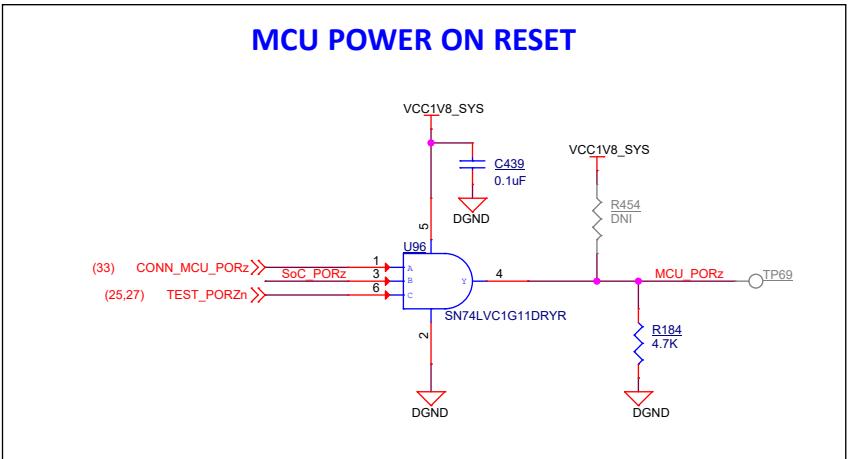 MCU POWER ON RESET
VCC1V8_SYS
C439
0.1uF
DGND
VCC1V8_SYS
R454
DNI
5
U96
(33) CONN_MCU_PORz 1 A
SoC_PORz 3 B
(25,27) TEST_PORZn 6 C
Y 4
MCU_PORz TP69
SN74LVC1G11DRYR
2
R184
4.7K
DGND
DGND